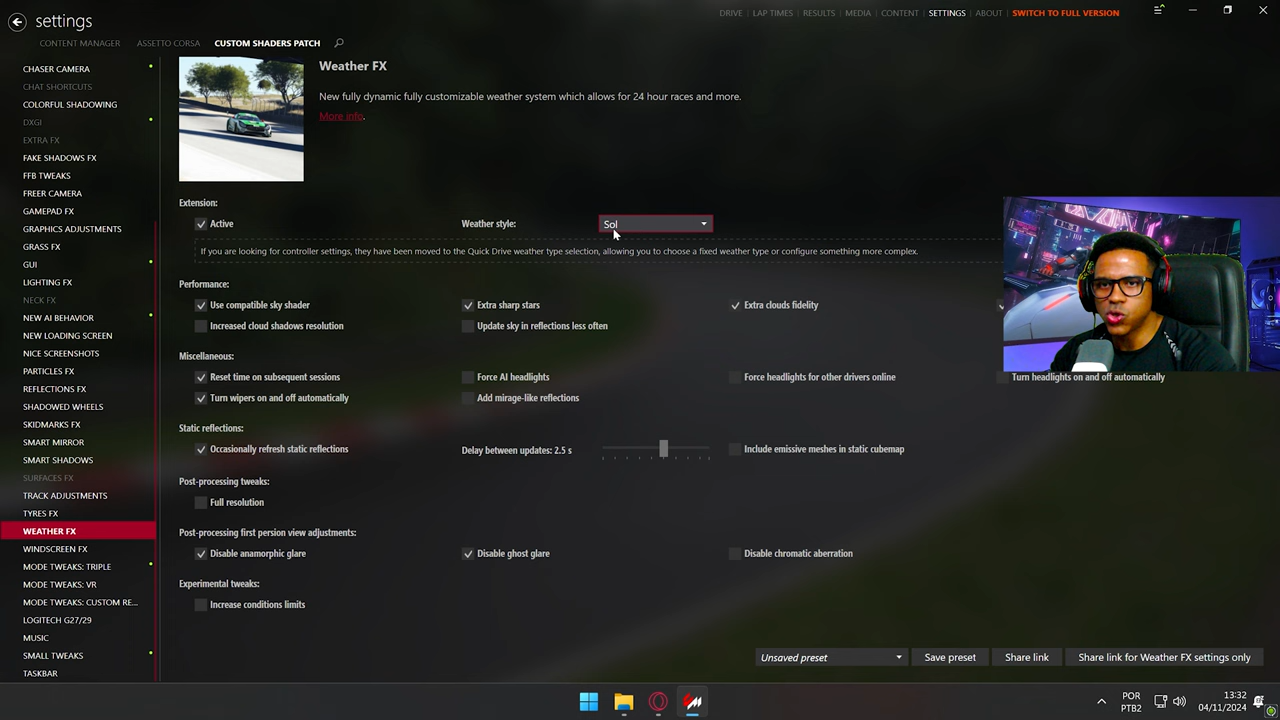 settings
DRIVE LAP TIMES RESULTS MEDIA CONTENT SETTINGS ABOUT SWITCH TO FULL VERSION
CONTENT MANAGER ASSETTO CORSA CUSTOM SHADERS PATCH
CHASER CAMERA
CHAT SHORTCUTS
COLORFUL SHADOWING
DXGI
EXTRA FX
FAKE SHADOWS FX
FFB TWEAKS
FREER CAMERA
GAMEPAD FX
GRAPHICS ADJUSTMENTS
GRASS FX
GUI
LIGHTING FX
NECK FX
NEW AI BEHAVIOR
NEW LOADING SCREEN
NICE SCREENSHOTS
PARTICLES FX
REFLECTIONS FX
SHADOWED WHEELS
SKIDMARKS FX
SMART MIRROR
SMART SHADOWS
SURFACES FX
TRACK ADJUSTMENTS
TYRES FX
WEATHER FX
WINDSCREEN FX
MODE TWEAKS: TRIPLE
MODE TWEAKS: VR
MODE TWEAKS: CUSTOM RE...
LOGITECH G27/29
MUSIC
SMALL TWEAKS
TASKBAR
Weather FX
New fully dynamic fully customizable weather system which allows for 24 hour races and more.
More info.
Extension:
Active Weather style: Sol
If you are looking for controller settings, they have been moved to the Quick Drive weather type selection, allowing you to choose a fixed weather type or configure something more complex.
Performance:
Use compatible sky shader Extra sharp stars Extra clouds fidelity
Increased cloud shadows resolution Update sky in reflections less often
Miscellaneous:
Reset time on subsequent sessions Force AI headlights Force headlights for other drivers online Turn headlights on and off automatically
Turn wipers on and off automatically Add mirage-like reflections
Static reflections:
Occasionally refresh static reflections Delay between updates: 2.5 s Include emissive meshes in static cubemap
Post-processing tweaks:
Full resolution
Post-processing first persion view adjustments:
Disable anamorphic glare Disable ghost glare Disable chromatic aberration
Experimental tweaks:
Increase conditions limits
Unsaved preset Save preset Share link Share link for Weather FX settings only
POR
PTB2
13:32
04/11/2024